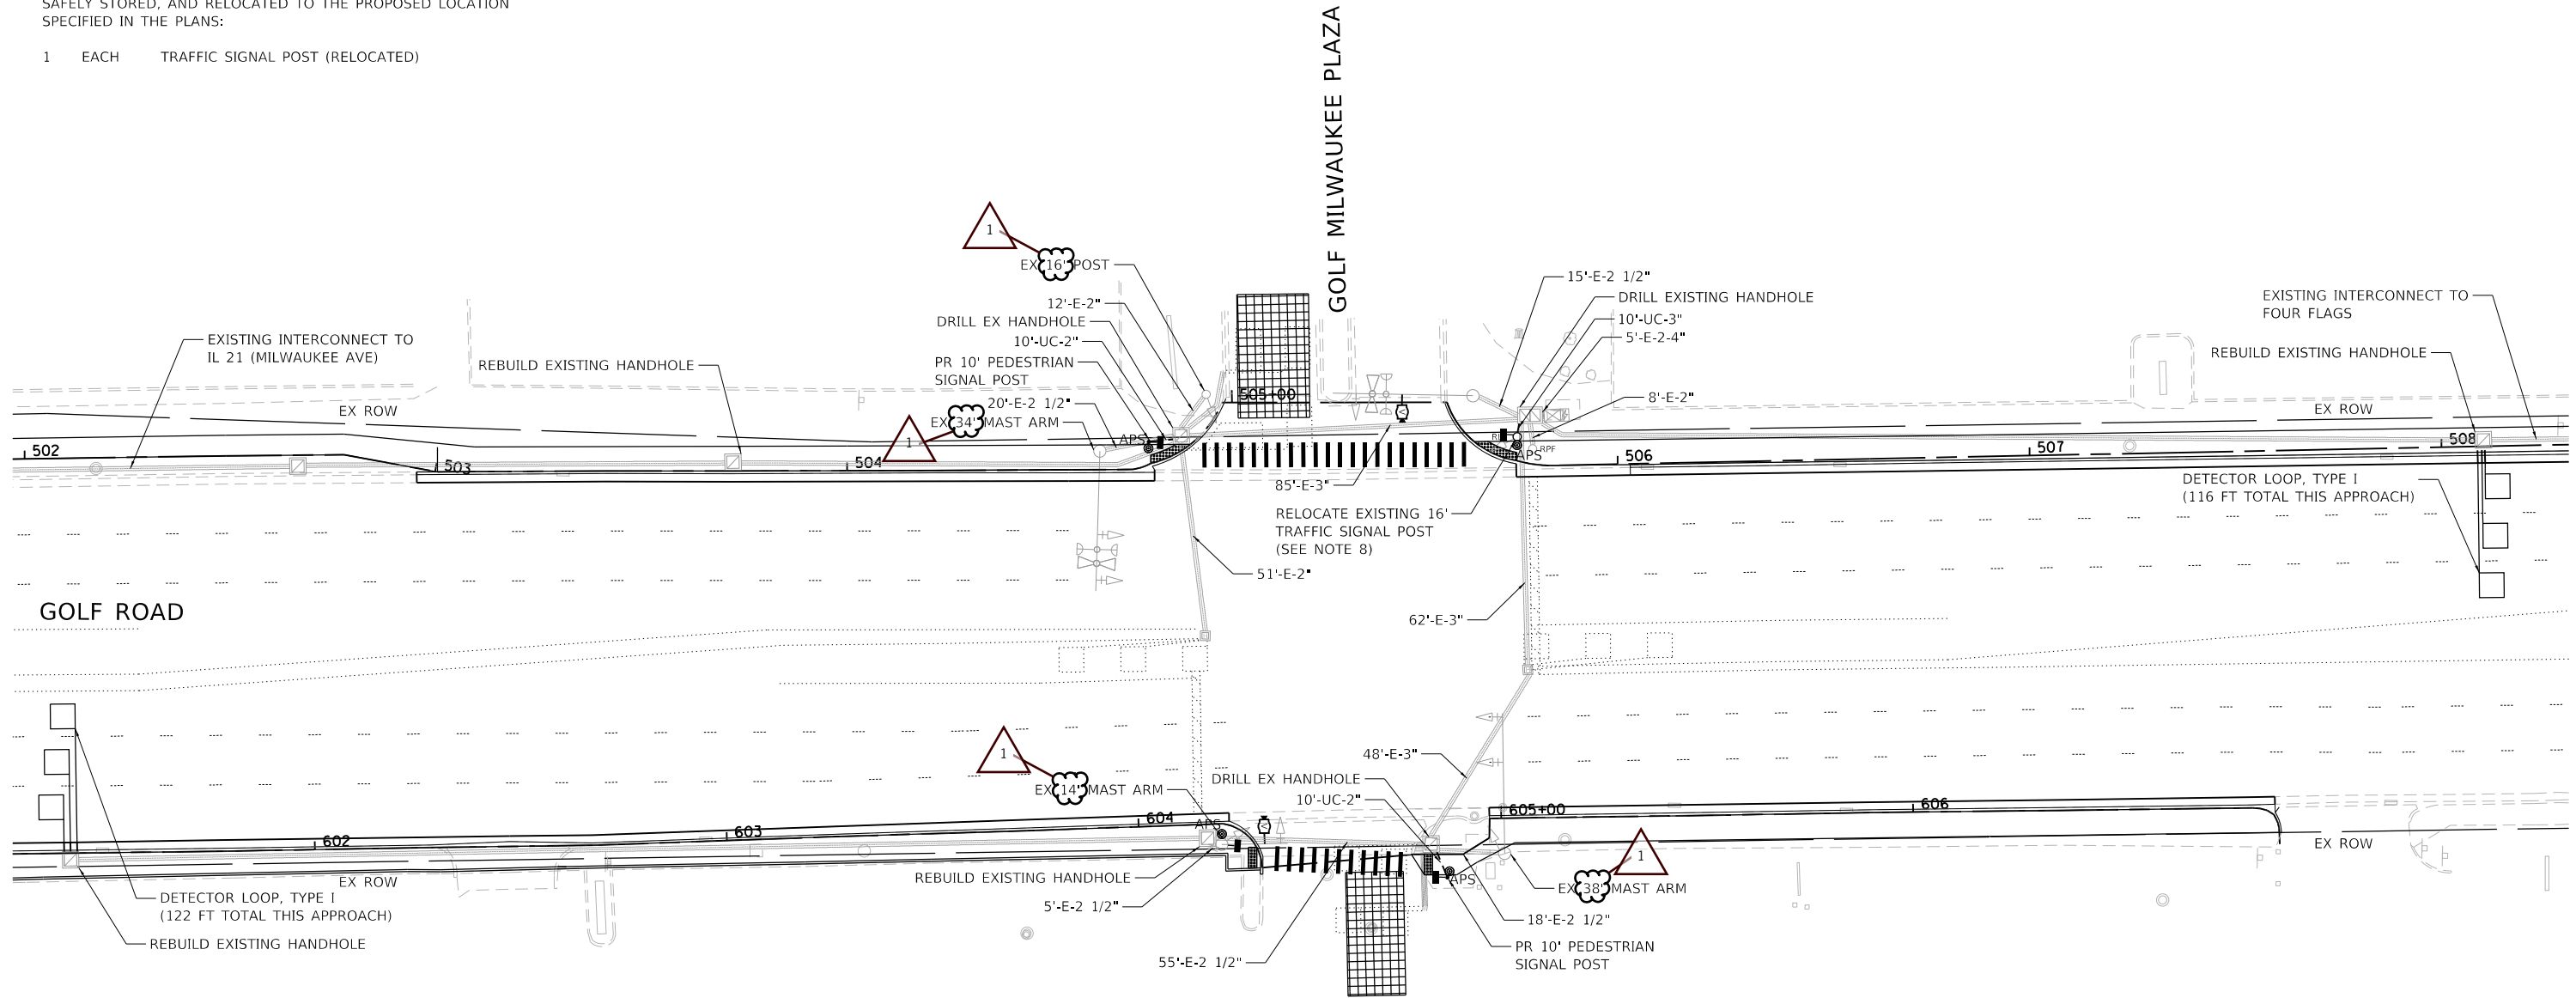 SAFELY STORED, AND RELOCATED TO THE PROPOSED LOCATION
SPECIFIED IN THE PLANS:
1 EACH TRAFFIC SIGNAL POST (RELOCATED)
GOLF MILWAUKEE PLAZA
1
EX 16' POST
12'-E-2"
DRILL EX HANDHOLE
10'-UC-2"
PR 10' PEDESTRIAN
SIGNAL POST
20'-E-2 1/2"
EX 34' MAST ARM
1
APS
EXISTING INTERCONNECT TO
IL 21 (MILWAUKEE AVE)
REBUILD EXISTING HANDHOLE
EX ROW
502
503
504
505+00
15'-E-2 1/2"
DRILL EXISTING HANDHOLE
10'-UC-3"
5'-E-2-4"
8'-E-2"
EXISTING INTERCONNECT TO
FOUR FLAGS
REBUILD EXISTING HANDHOLE
EX ROW
RPF
APS
506
507
508
85'-E-3"
RELOCATE EXISTING 16'
TRAFFIC SIGNAL POST
(SEE NOTE 8)
DETECTOR LOOP, TYPE I
(116 FT TOTAL THIS APPROACH)
51'-E-2"
62'-E-3"
GOLF ROAD
1
EX 14' MAST ARM
48'-E-3"
DRILL EX HANDHOLE
10'-UC-2"
APS
602
603
604
605+00
606
EX ROW
1
EX 38' MAST ARM
APS
REBUILD EXISTING HANDHOLE
5'-E-2 1/2"
EX ROW
DETECTOR LOOP, TYPE I
(122 FT TOTAL THIS APPROACH)
REBUILD EXISTING HANDHOLE
18'-E-2 1/2"
PR 10' PEDESTRIAN
SIGNAL POST
55'-E-2 1/2"